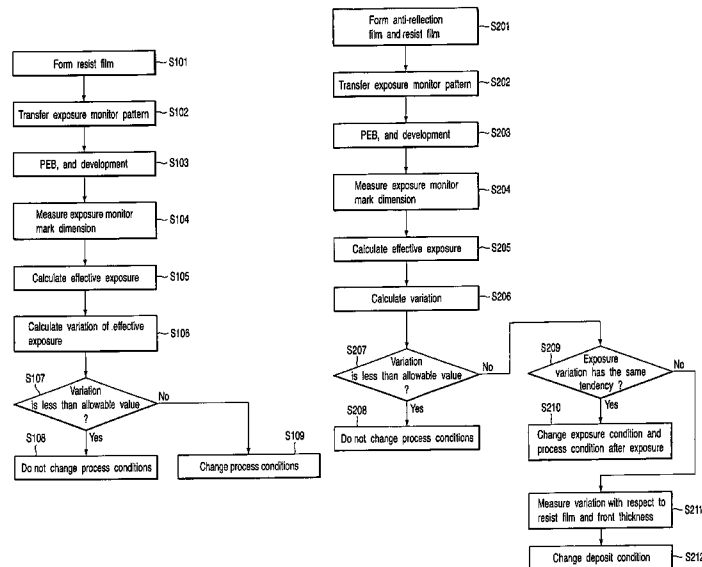 Form resist film
S101
Transfer exposure monitor pattern
S102
PEB, and development
S103
Measure exposure monitor
mark dimension
S104
Calculate effective exposure
S105
Calculate variation of effective
exposure
S106
S107
Variation
is less than allowable value
?
No
Yes
S108
Do not change process conditions
S109
Change process conditions
Form anti-reflection
film and resist film
S201
Transfer exposure monitor pattern
S202
PEB, and development
S203
Measure exposure monitor
mark dimension
S204
Calculate effective exposure
S205
Calculate variation
S206
S207
Variation
is less than allowable value
?
No
Yes
S208
Do not change process conditions
S209
Exposure
variation has the same
tendency ?
No
Yes
S210
Change exposure condition and
process condition after exposure
Measure variation with respect to
resist film and front thickness
S211
Change deposit condition
S212